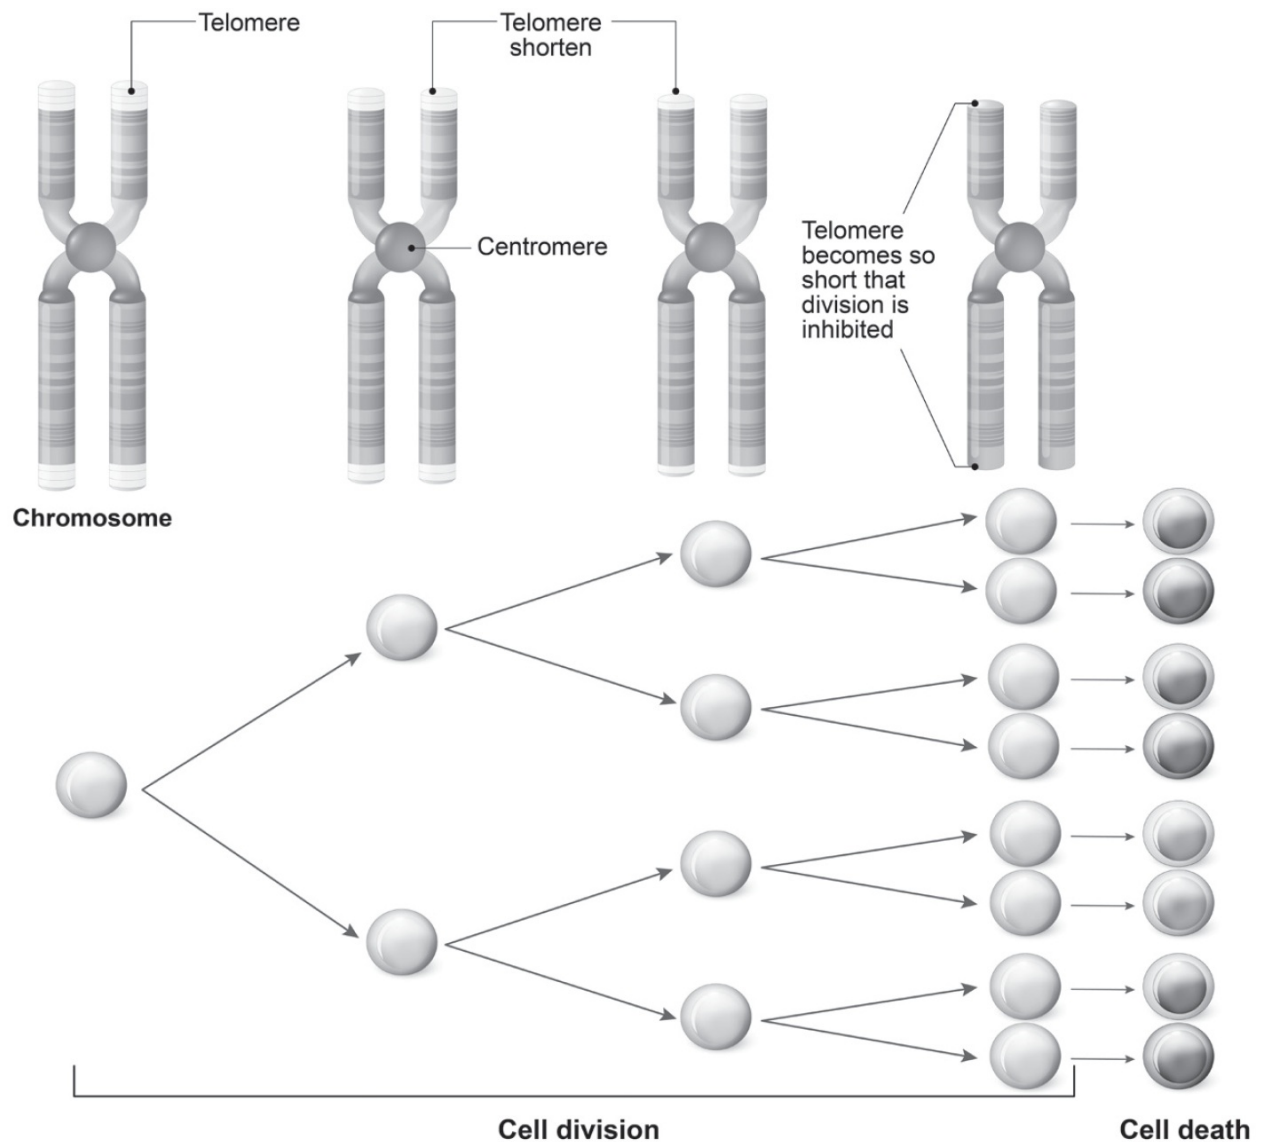 Telomere
Telomere
shorten
Centromere
Telomere
becomes so
short that
division is
inhibited
Chromosome
Cell division
Cell death